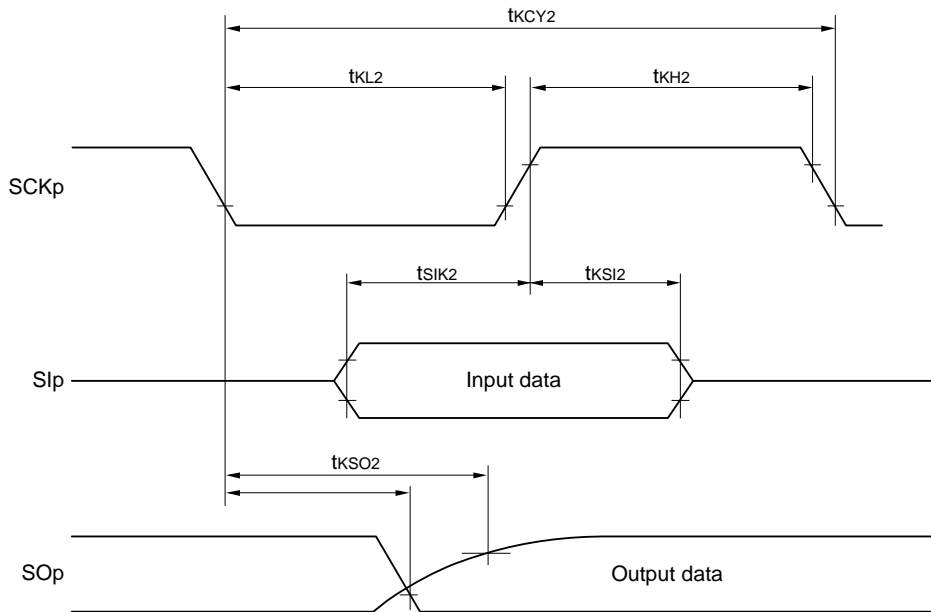 tKCY2
tKL2
tKH2
SCKp
tSIK2
tKSI2
SIp
Input data
tKSO2
SOp
Output data